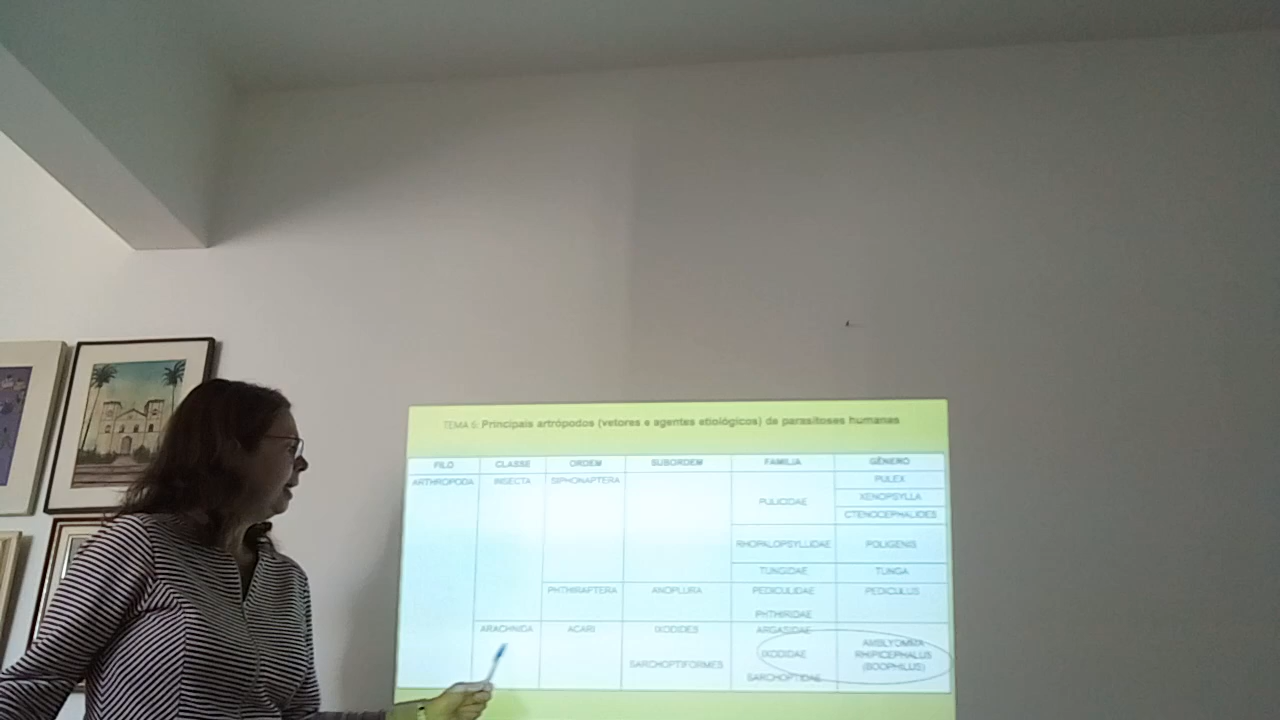 TEMA 6: Principais artrópodos (vetores e agentes etiológicos) de parasitoses humanas
FILO CLASSE ORDEM SUBORDEM FAMILIA GÊNERO
ARTHROPODA INSECTA SIPHONAPTERA PULICIDAE PULEX
XENOPSYLLA
CTENOCEPHALIDES
RHOPALOPSYLLIDAE POLIGENIS
TUNGIDAE TUNGA
PHTHIRAPTERA ANOPLURA PEDICULIDAE PEDICULUS
PHTHIRIDAE
ARACHNIDA ACARI IXODIDES ARGASIDAE AMBLYOMMA
IXODIDAE RHIPICEPHALUS
SARCHOPTIFORMES (BOOPHILUS)
SARCHOPTIDAE